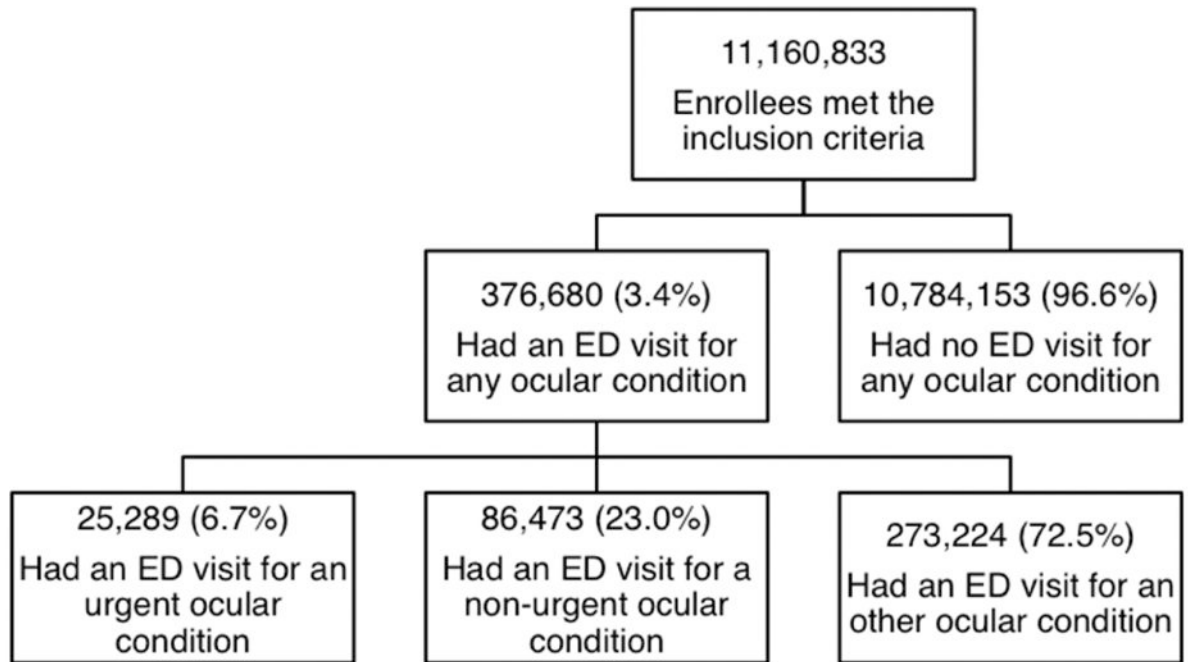 11,160,833
Enrollees met the
inclusion criteria
376,680 (3.4%)
Had an ED visit for
any ocular condition
10,784,153 (96.6%)
Had no ED visit for
any ocular condition
25,289 (6.7%)
Had an ED visit for an
urgent ocular
condition
86,473 (23.0%)
Had an ED visit for a
non-urgent ocular
condition
273,224 (72.5%)
Had an ED visit for an
other ocular condition